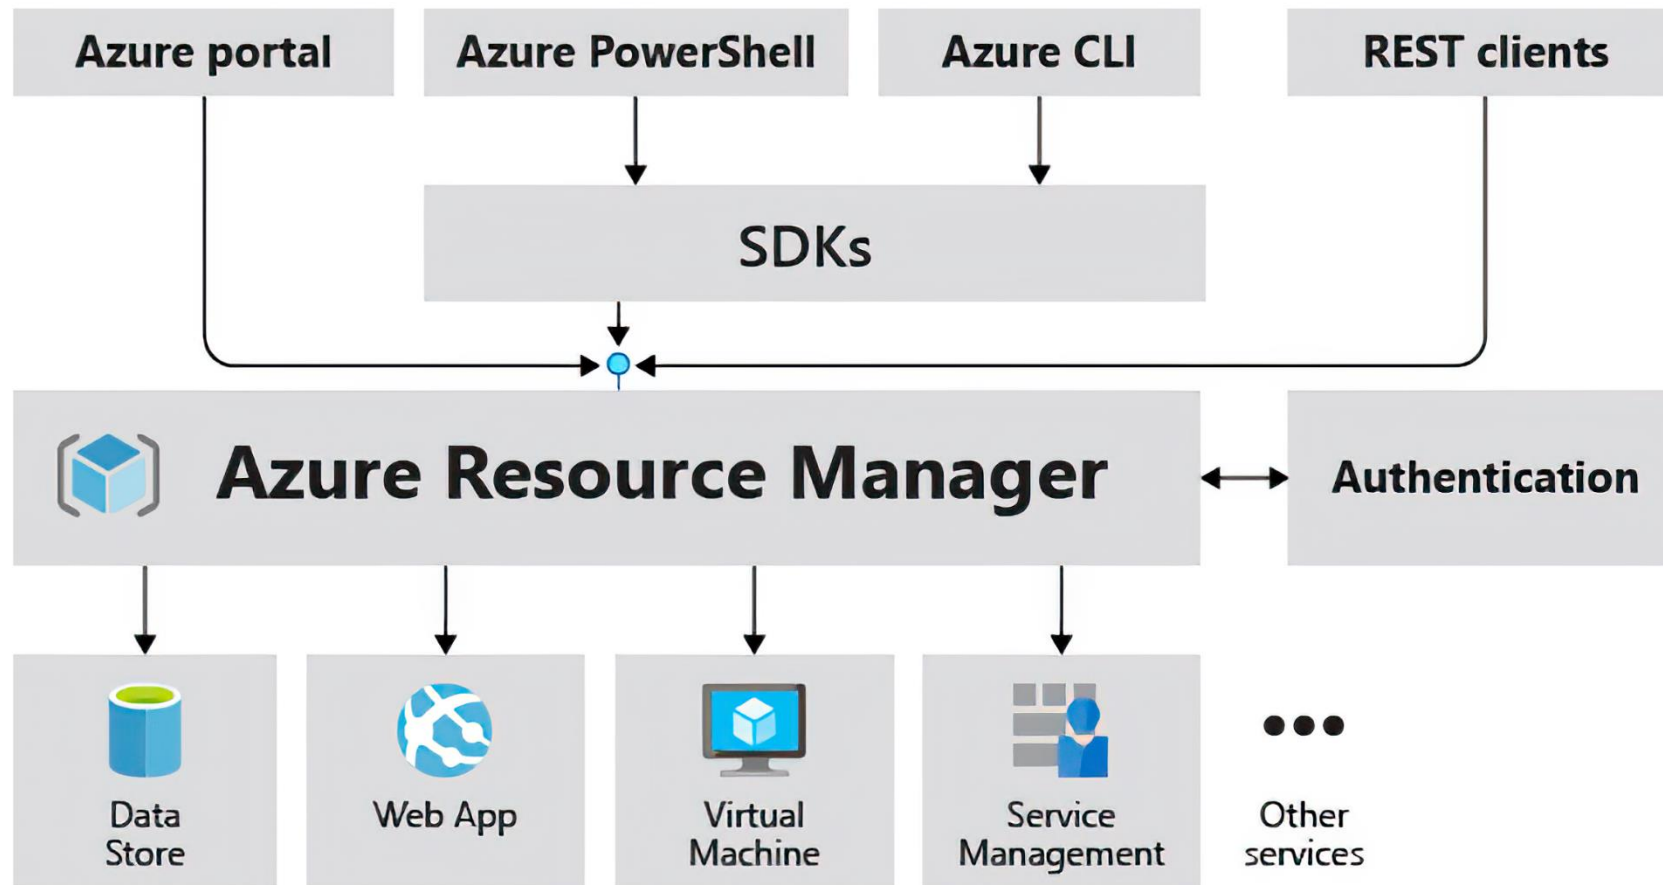 Azure portal
Azure PowerShell
Azure CLI
REST clients
SDKs
Azure Resource Manager
Authentication
Data
Store
Web App
Virtual
Machine
Service
Management
Other
services